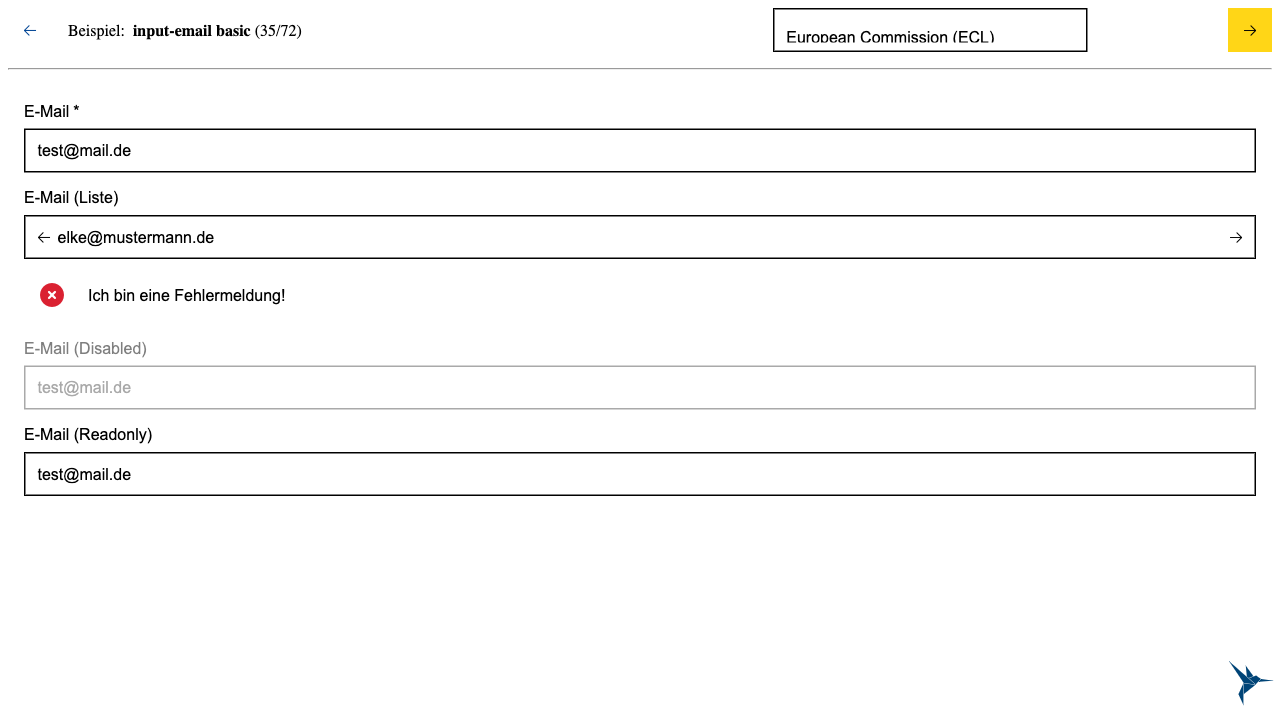 Beispiel: input-email basic (35/72)
European Commission (ECL)
E-Mail *
test@mail.de
E-Mail (Liste)
elke@mustermann.de
Ich bin eine Fehlermeldung!
E-Mail (Disabled)
test@mail.de
E-Mail (Readonly)
test@mail.de